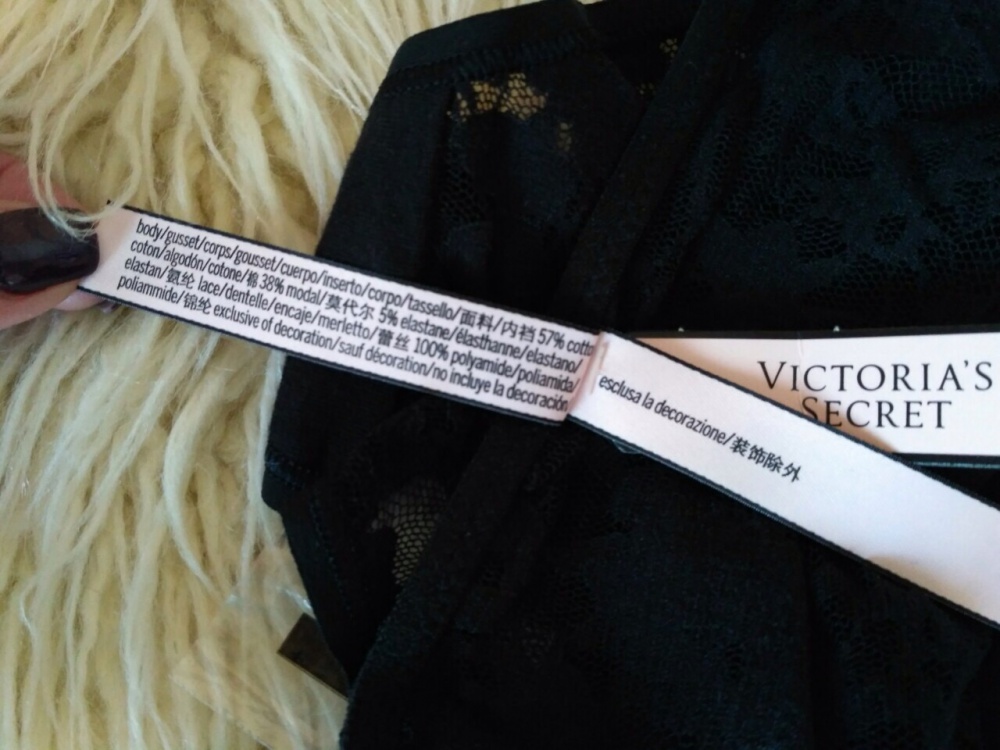 body/gusset/corps/gousset/cuerpo/inserto/corpo/tassello/面料/内裆 57% cott
coton/algodón/cotone/棉 38% modal/莫代尔 5% elastane/élasthanne/elastano/
elastan/氨纶 lace/dentelle/encaje/merletto/蕾丝 100% polyamide/poliamida/
poliammide/锦纶 exclusive of decoration/sauf décoration/no incluye la decoración
esclusa la decorazione/装饰除外
VICTORIA'S
SECRET